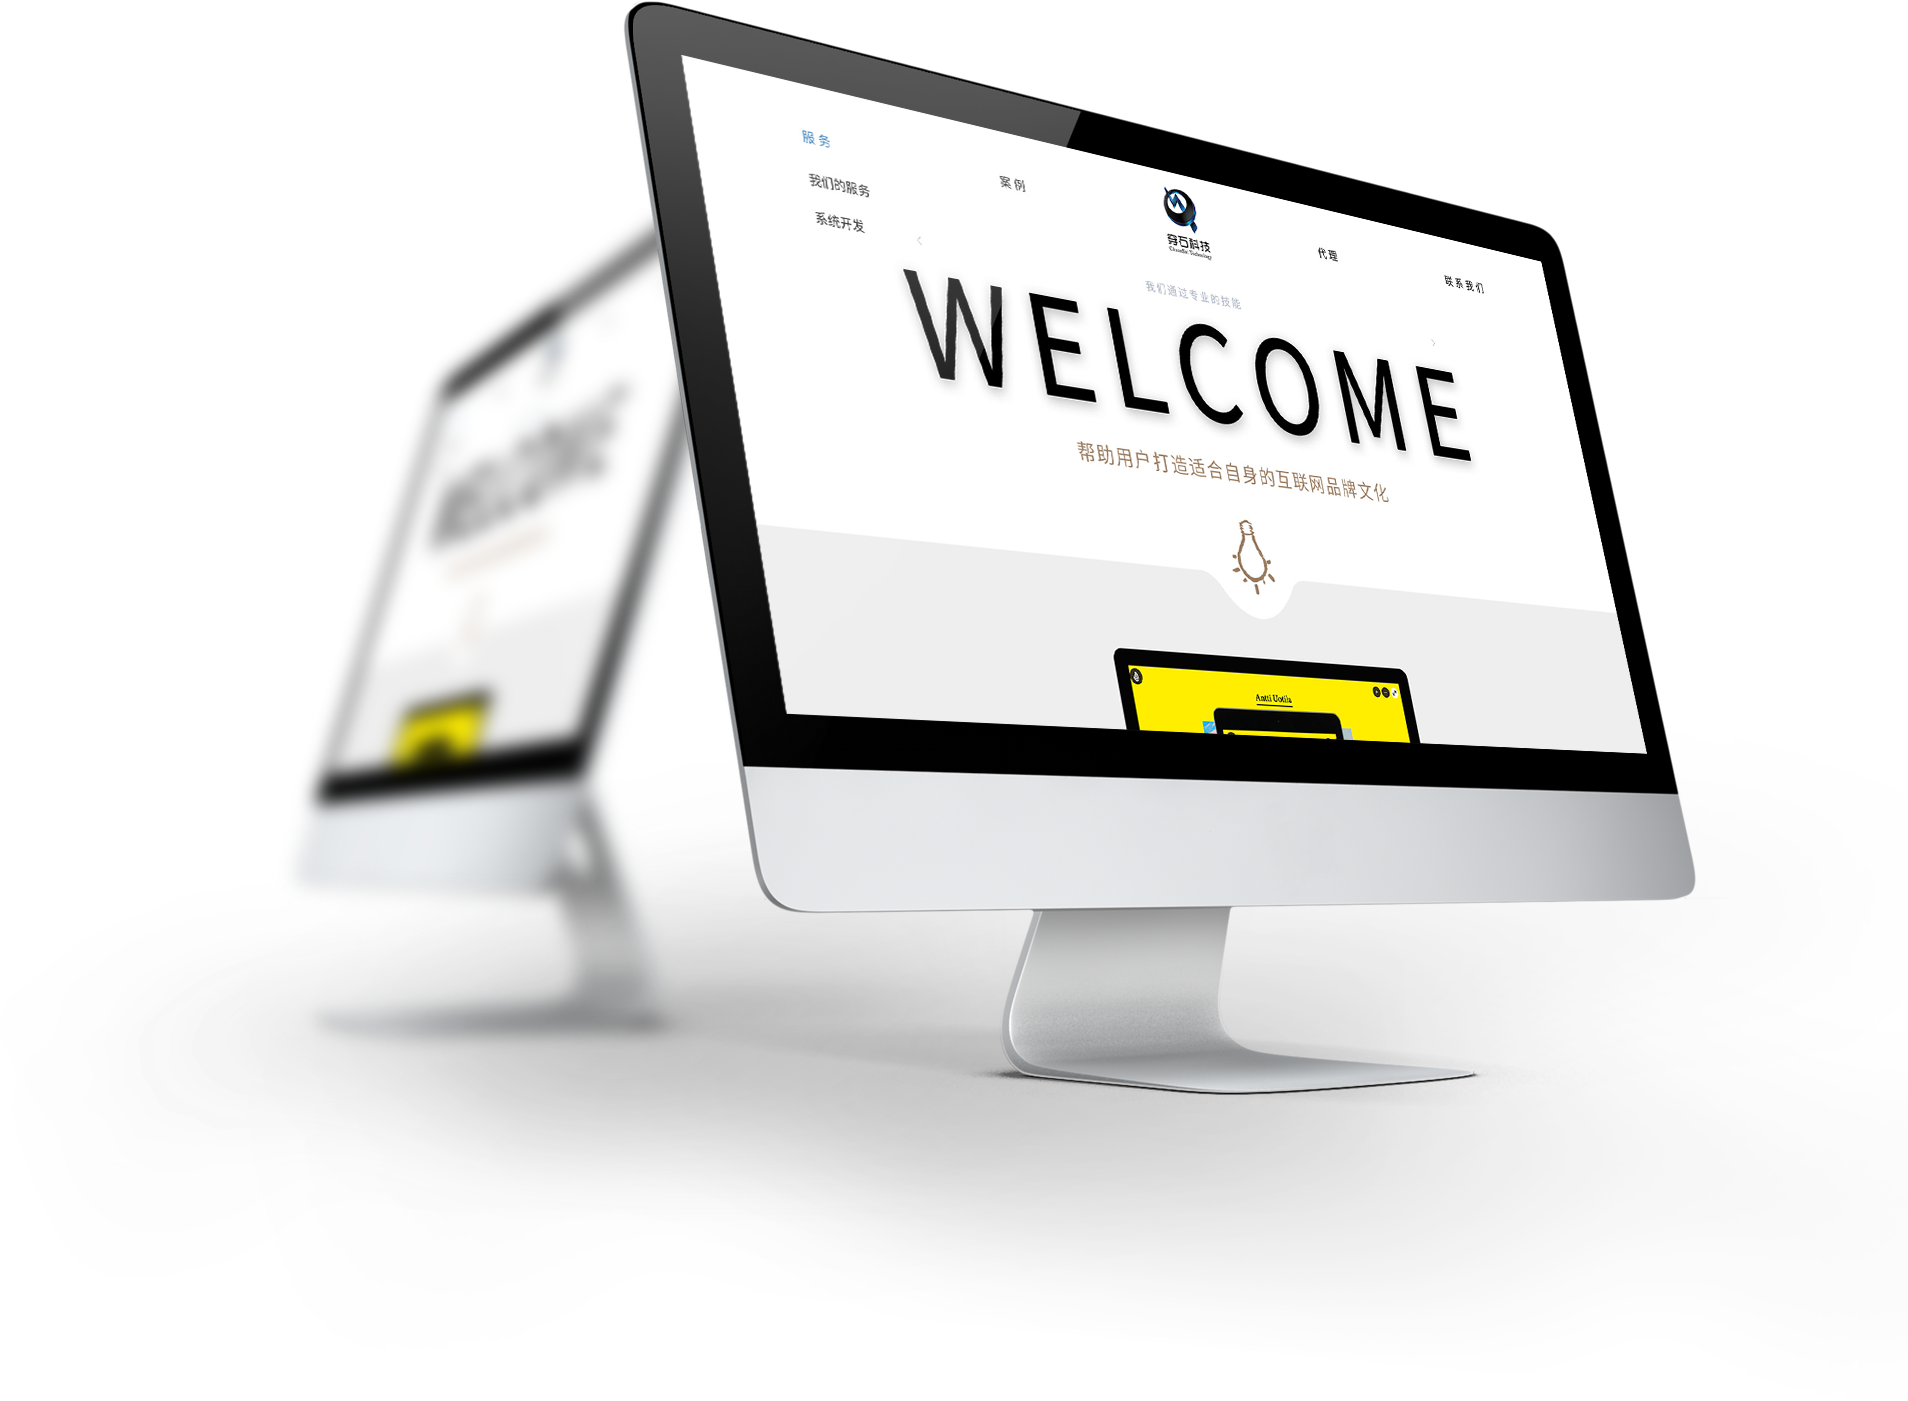 服务
我们的服务
系统开发
案例
穿石科技
ChuanShi Technology
代理
联系我们
我们通过专业的技能
WELCOME
帮助用户打造适合自身的互联网品牌文化
Antti Uotila